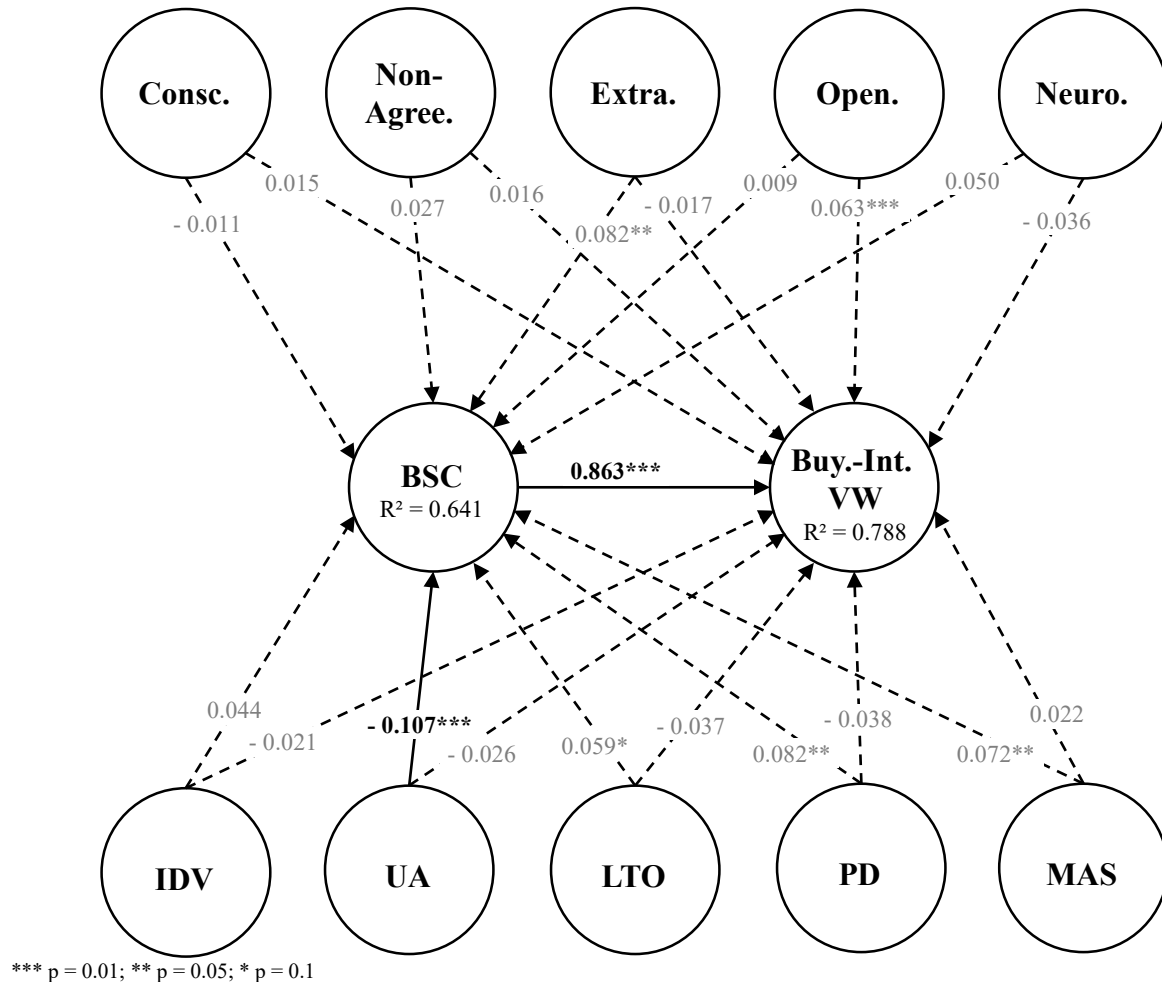 Consc.
Non-
Agree.
Extra.
Open.
Neuro.
0.015
0.016
0.009
0.050
- 0.011
0.027
0.082**
- 0.017
0.063***
- 0.036
BSC
R² = 0.641
0.863***
Buy.-Int.
VW
R² = 0.788
0.044
- 0.021
- 0.107***
- 0.026
0.059*
- 0.037
0.082**
- 0.038
0.072**
0.022
IDV
UA
LTO
PD
MAS
*** p = 0.01; ** p = 0.05; * p = 0.1